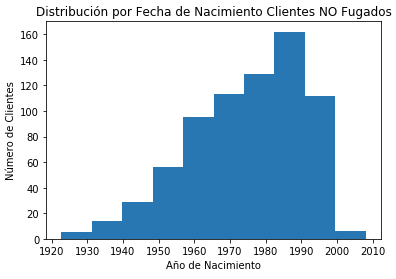 Distribución por Fecha de Nacimiento Clientes NO Fugados
160
140
120
100
80
60
40
20
0
Número de Clientes
1920 1930 1940 1950 1960 1970 1980 1990 2000 2010
Año de Nacimiento